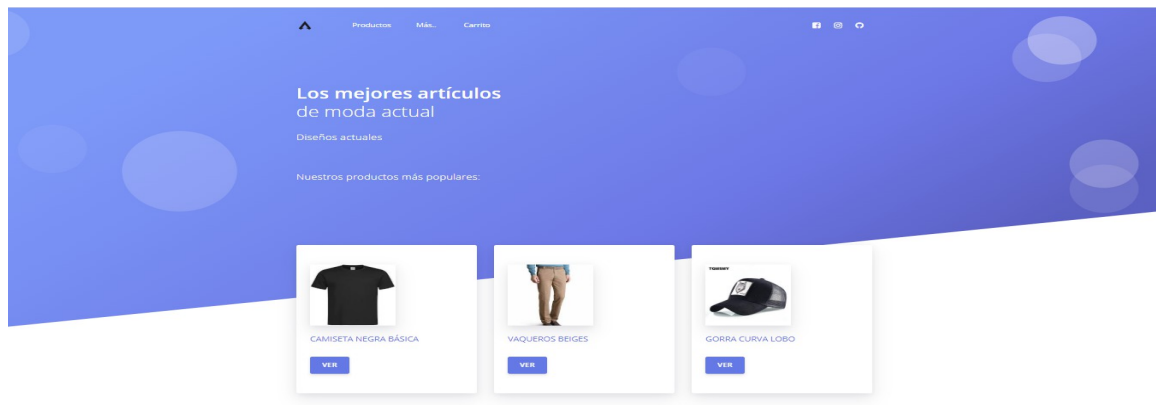 Productos Más.. Carrito
Los mejores artículos
de moda actual
Diseños actuales
Nuestros productos más populares:
CAMISETA NEGRA BÁSICA VAQUEROS BEIGES GORRA CURVA LOBO
VER VER VER